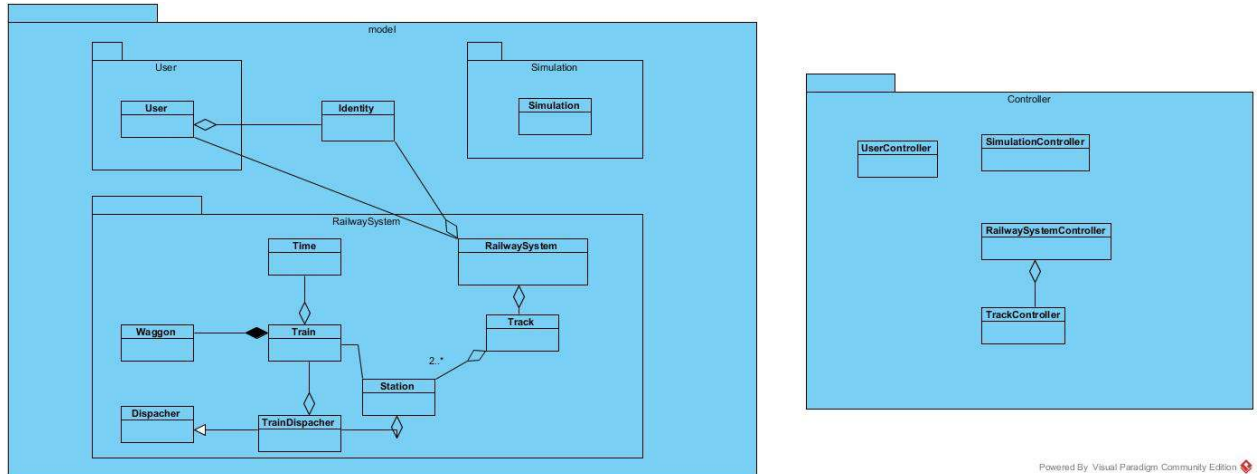 model
User
User
Identity
Simulation
Simulation
RailwaySystem
Time
RailwaySystem
Waggon
Train
Track
2..*
Station
Dispacher
TrainDispacher
Controller
UserController
SimulationController
RailwaySystemController
TrackController
Powered By Visual Paradigm Community Edition